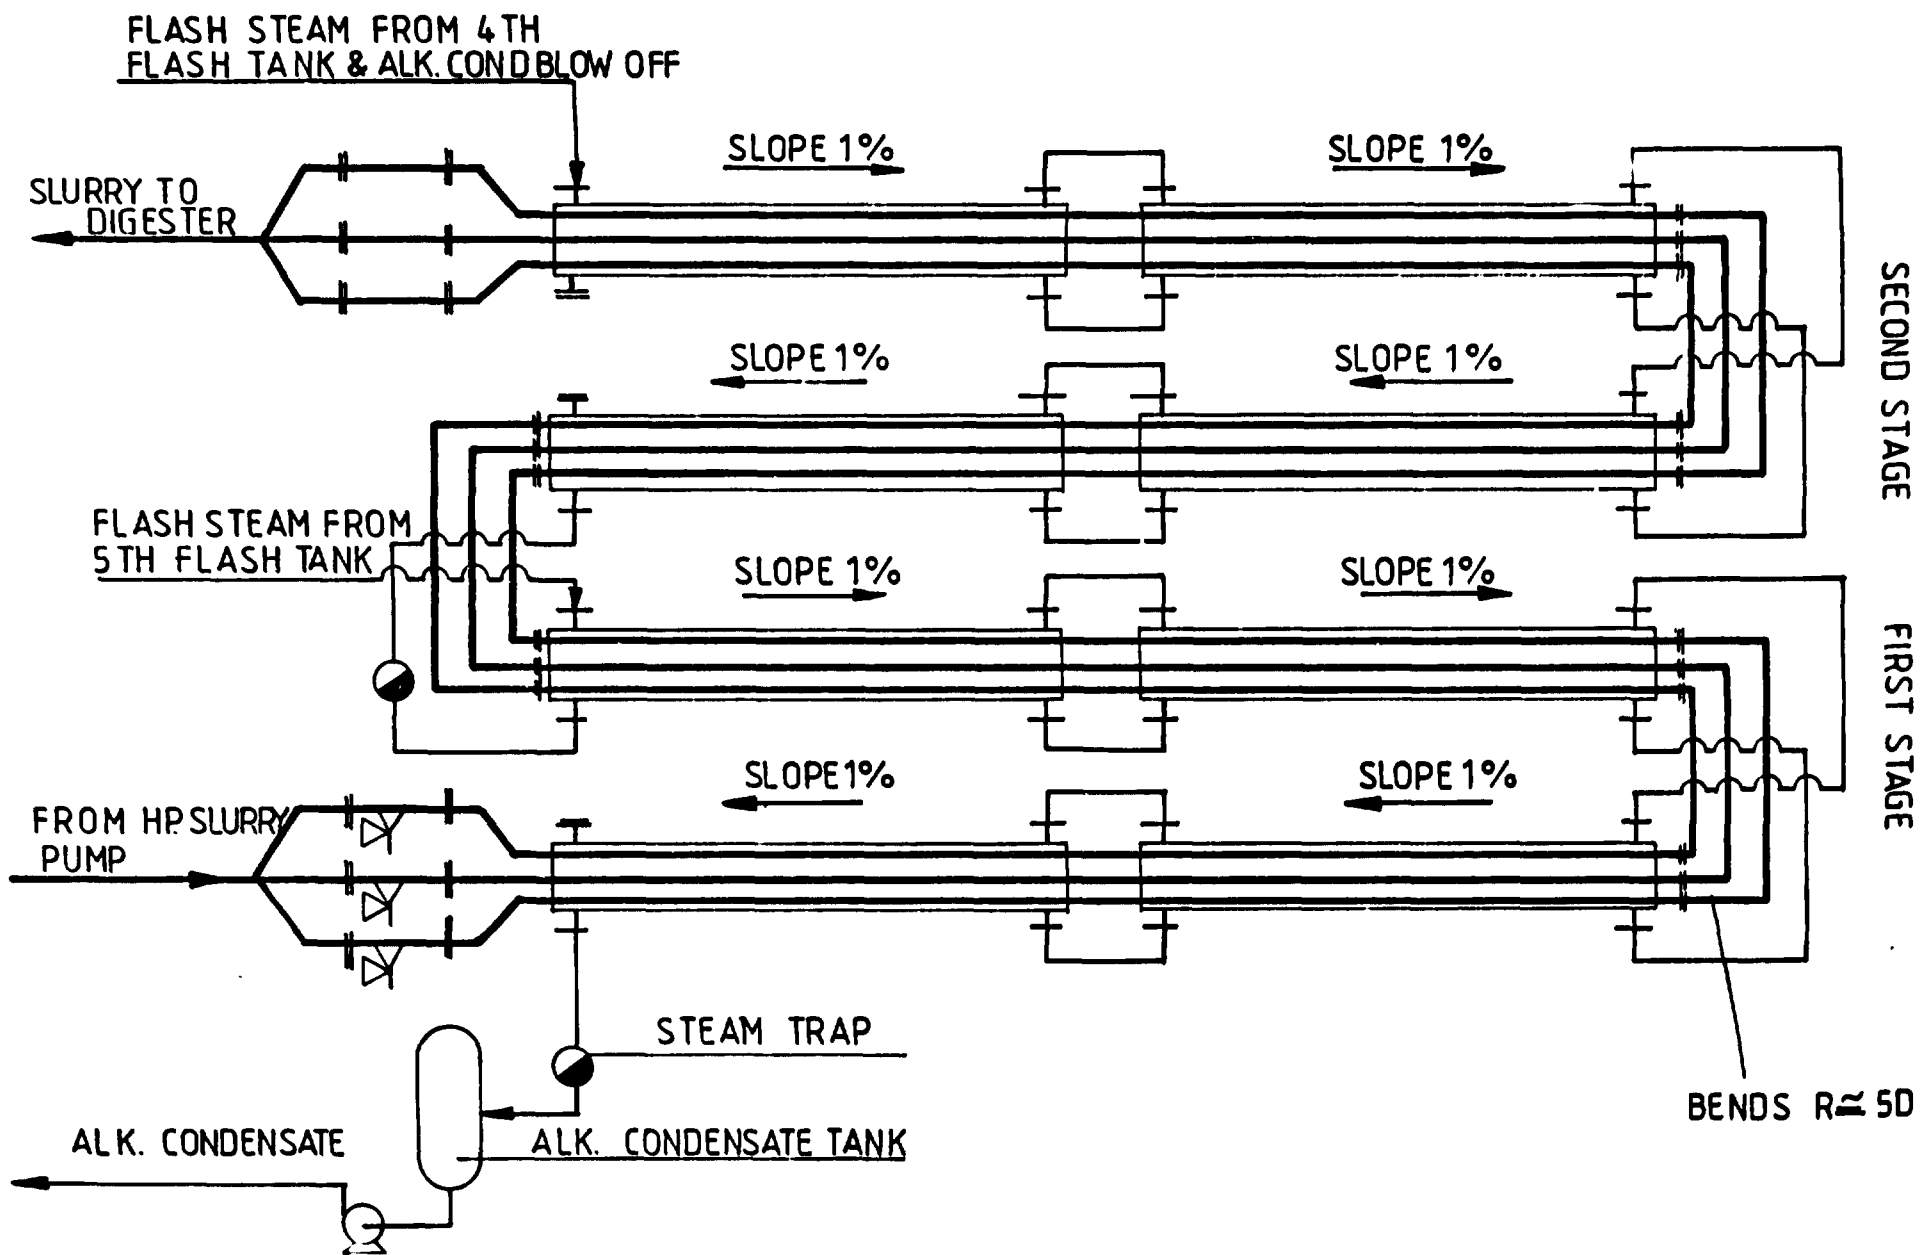 FLASH STEAM FROM 4TH
FLASH TANK & ALK. COND BLOW OFF
SLOPE 1%
SLOPE 1%
SLURRY TO
DIGESTER
SECOND STAGE
SLOPE 1%
SLOPE 1%
FLASH STEAM FROM
5TH FLASH TANK
SLOPE 1%
SLOPE 1%
FIRST STAGE
SLOPE 1%
SLOPE 1%
FROM H.P. SLURRY
PUMP
STEAM TRAP
BENDS R≃5D
ALK. CONDENSATE
ALK. CONDENSATE TANK